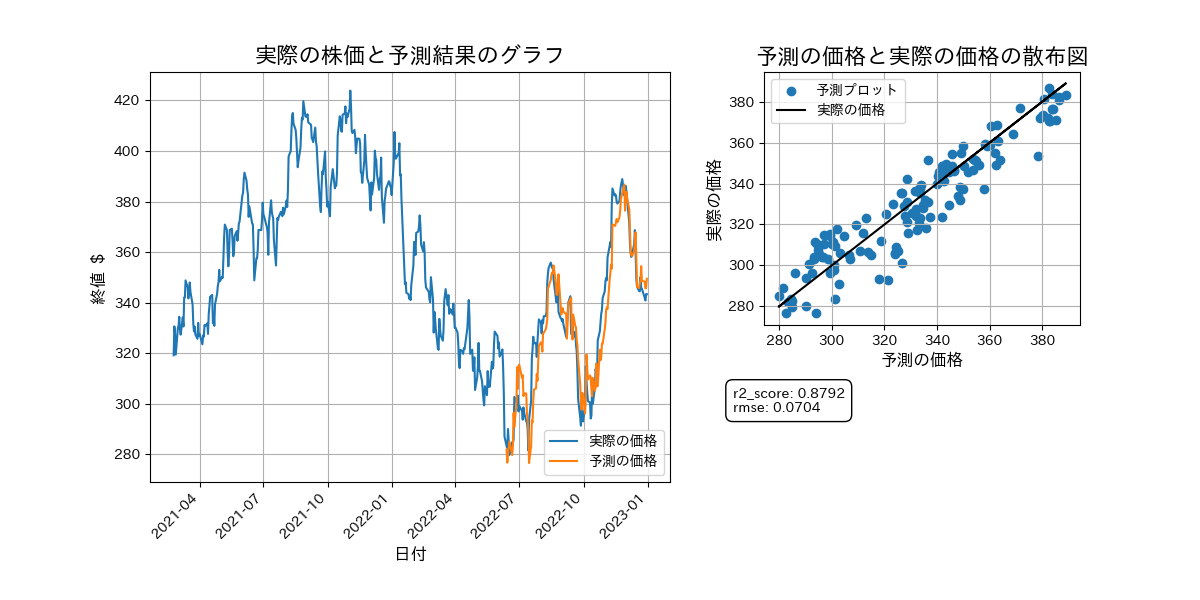 実際の株価と予測結果のグラフ
420
400
380
360
340
320
300
280
終値 $
2021-04
2021-07
2021-10
2022-01
2022-04
2022-07
2022-10
2023-01
日付
実際の価格
予測の価格
予測の価格と実際の価格の散布図
予測プロット
実際の価格
380
360
340
320
300
280
実際の価格
280
300
320
340
360
380
予測の価格
r2_score: 0.8792
rmse: 0.0704